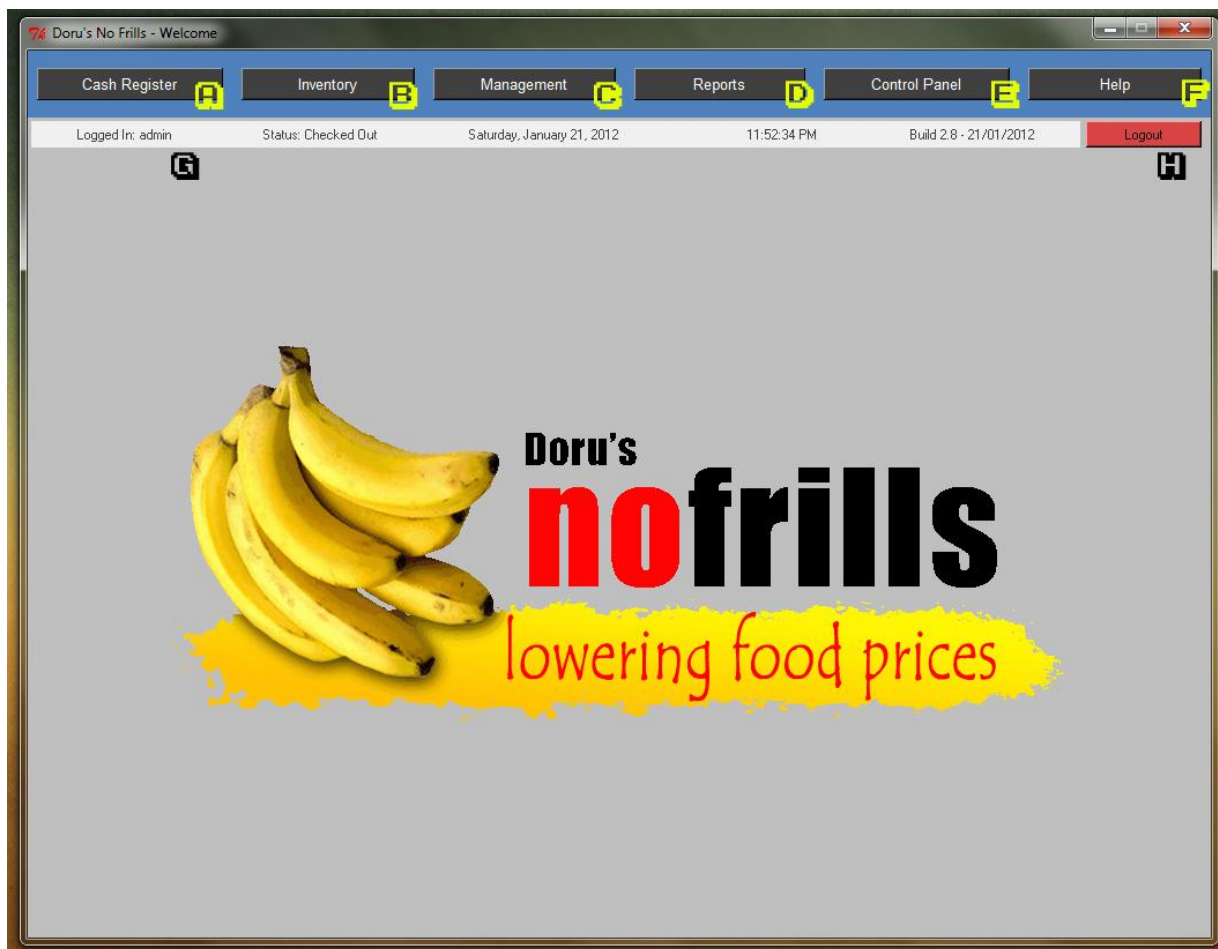 Doru's No Frills - Welcome
Cash Register A Inventory B Management C Reports D Control Panel E Help F
Logged In: admin Status: Checked Out Saturday, January 21, 2012 11:52:34 PM Build 2.8 - 21/01/2012 Logout
G H
Doru's
nofrills
lowering food prices